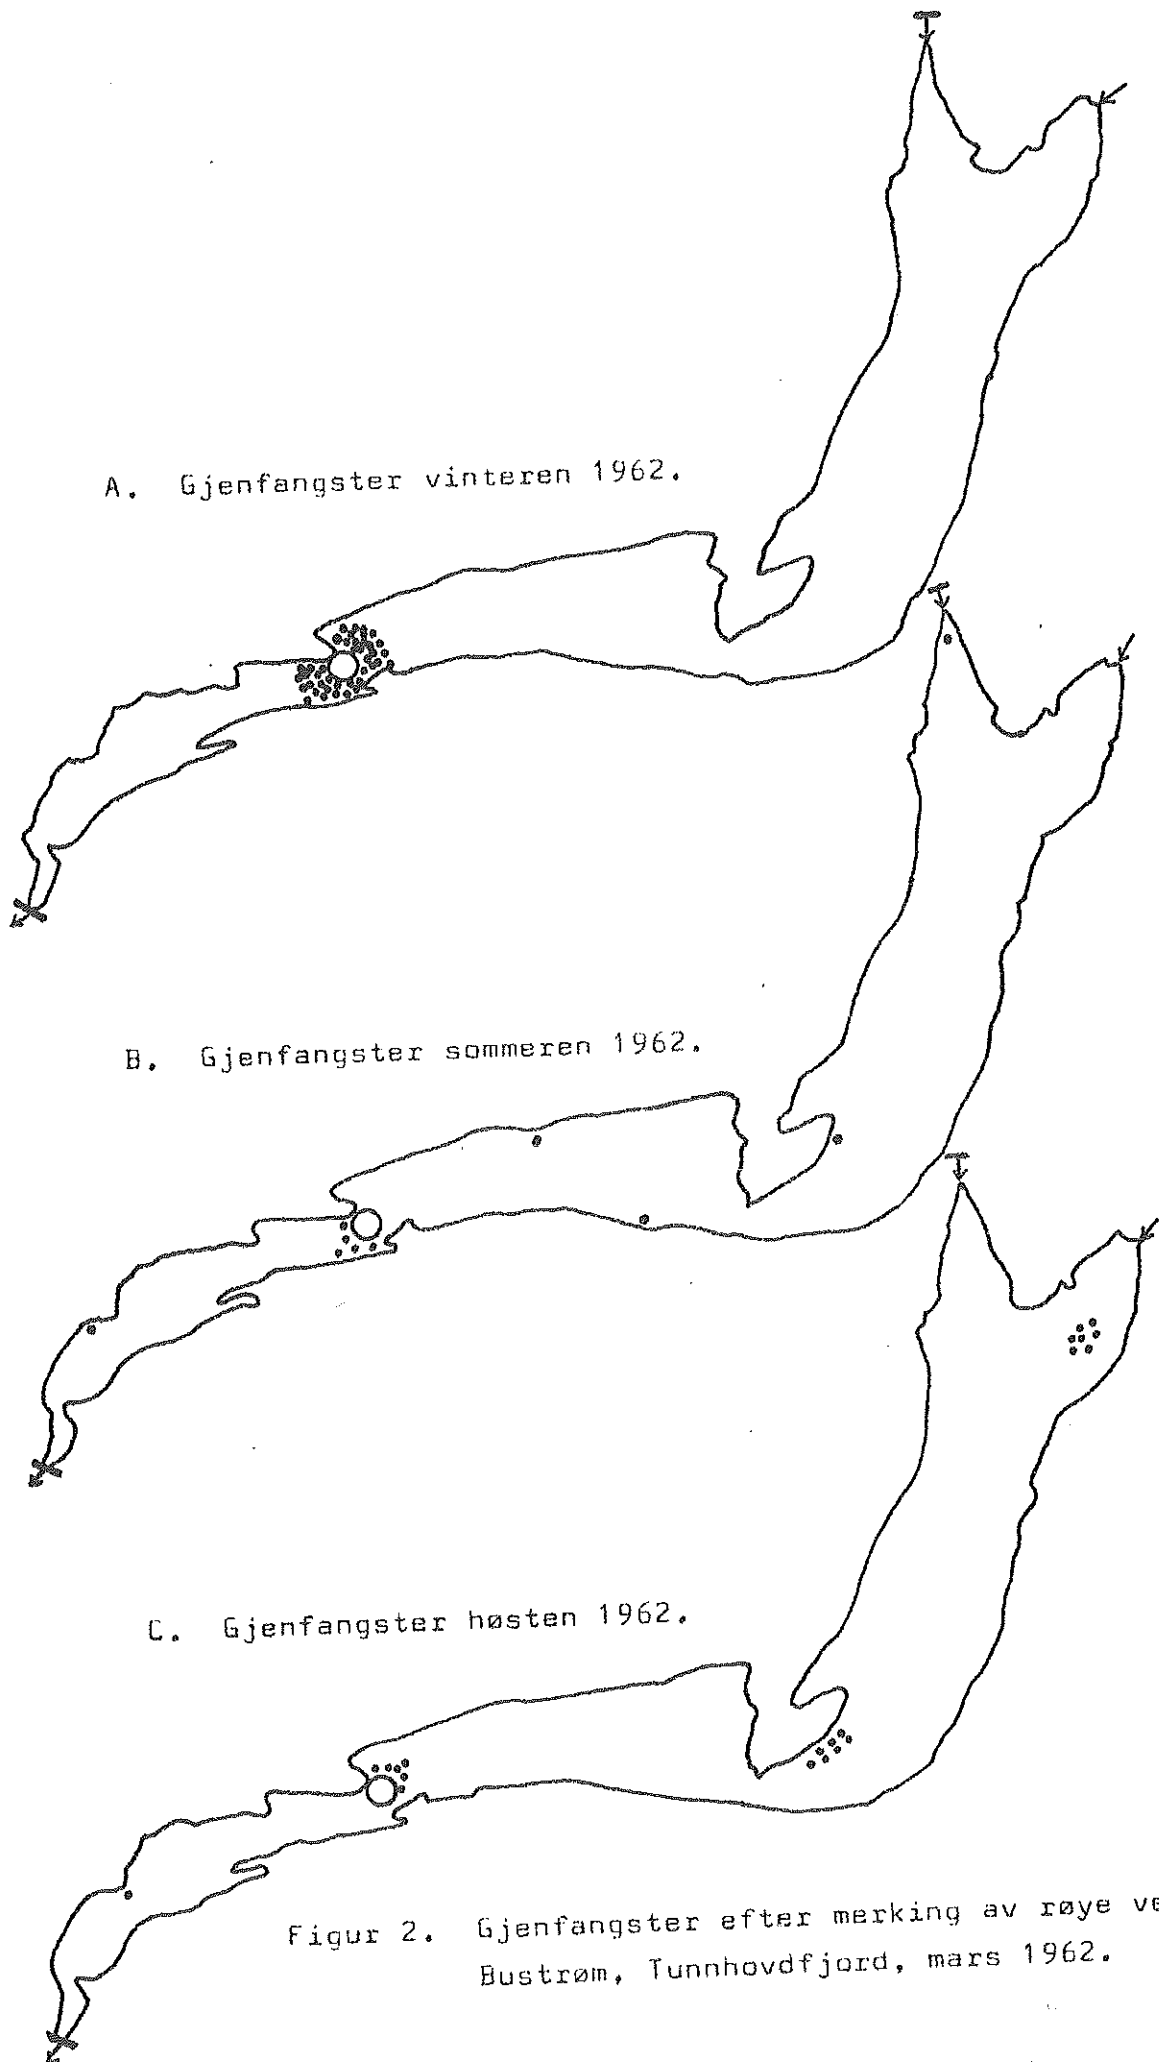 A. Gjenfangster vinteren 1962.
B. Gjenfangster sommeren 1962.
C. Gjenfangster høsten 1962.
Figur 2. Gjenfangster efter merking av røye ve
Bustrøm, Tunnhovdfjord, mars 1962.